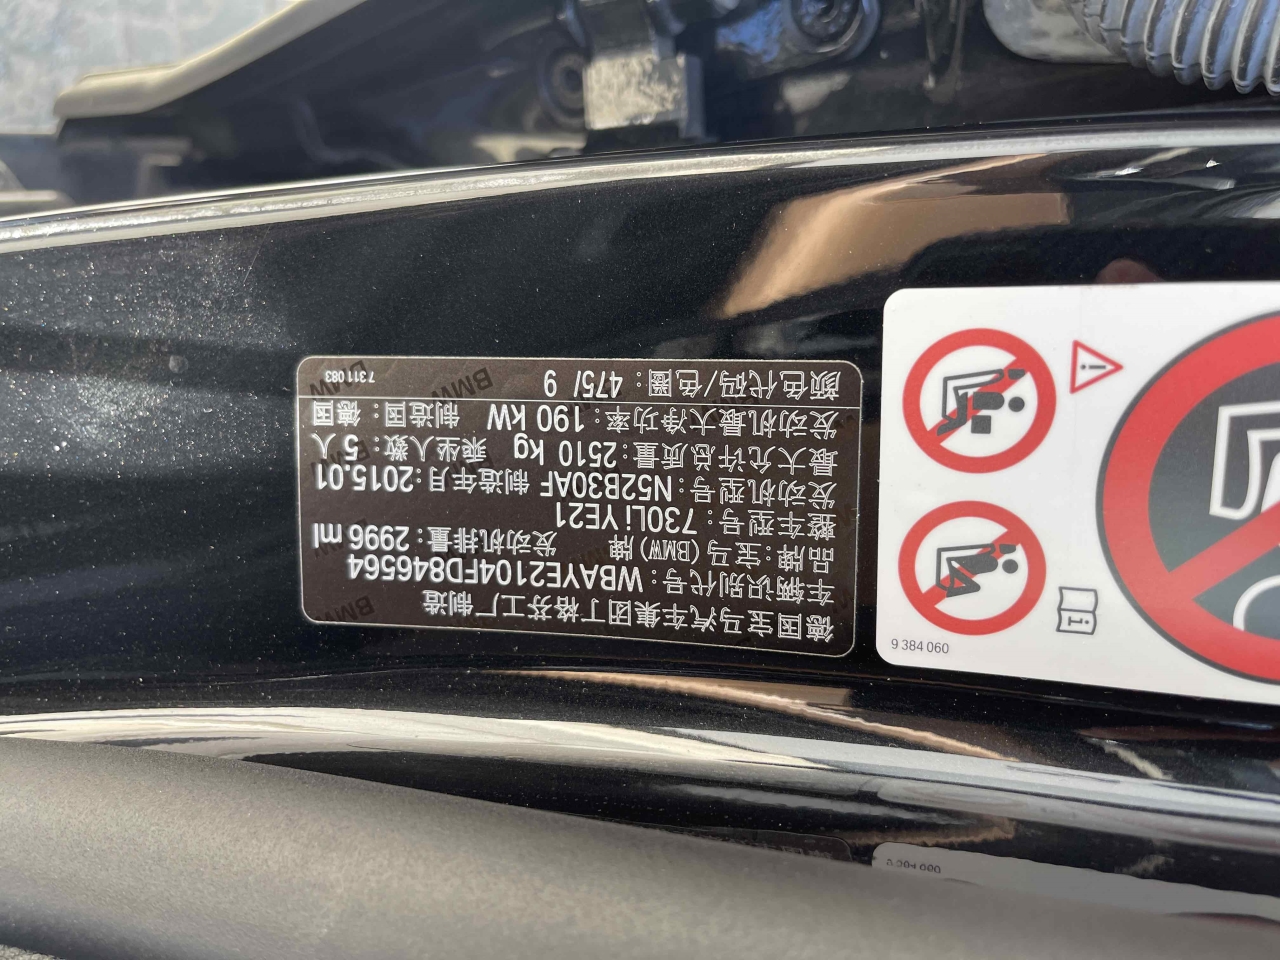 德国宝马汽车集团丁格芬工厂 制造
车辆识别代号：WBAYE2104FD846564
品牌：宝马 (BMW) 牌 发动机排量：2996 ml
整车型号：730Li YE21
发动机型号：N52B30AF 制造年月：2015.01
最大允许总质量：2510 kg 乘坐人数：5 人
发动机最大净功率：190 kW 制造国：德国
颜色代码/色圈：475/ 9
7 311 083
9 384 060